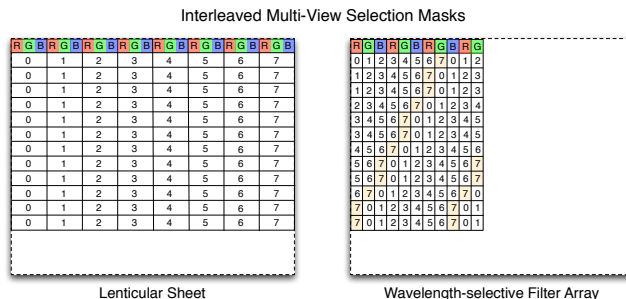 Interleaved Multi-View Selection Masks
R G B R G B R G B R G B R G B R G B R G B R G B
0 1 2 3 4 5 6 7
0 1 2 3 4 5 6 7
0 1 2 3 4 5 6 7
0 1 2 3 4 5 6 7
0 1 2 3 4 5 6 7
0 1 2 3 4 5 6 7
0 1 2 3 4 5 6 7
0 1 2 3 4 5 6 7
0 1 2 3 4 5 6 7
0 1 2 3 4 5 6 7
0 1 2 3 4 5 6 7
0 1 2 3 4 5 6 7
Lenticular Sheet
R G B R G B R G B R G
0 1 2 3 4 5 6 7 0 1 2
1 2 3 4 5 6 7 0 1 2 3
1 2 3 4 5 6 7 0 1 2 3
2 3 4 5 6 7 0 1 2 3 4
3 4 5 6 7 0 1 2 3 4 5
3 4 5 6 7 0 1 2 3 4 5
4 5 6 7 0 1 2 3 4 5 6
5 6 7 0 1 2 3 4 5 6 7
5 6 7 0 1 2 3 4 5 6 7
6 7 0 1 2 3 4 5 6 7 0
7 0 1 2 3 4 5 6 7 0 1
7 0 1 2 3 4 5 6 7 0 1
Wavelength-selective Filter Array